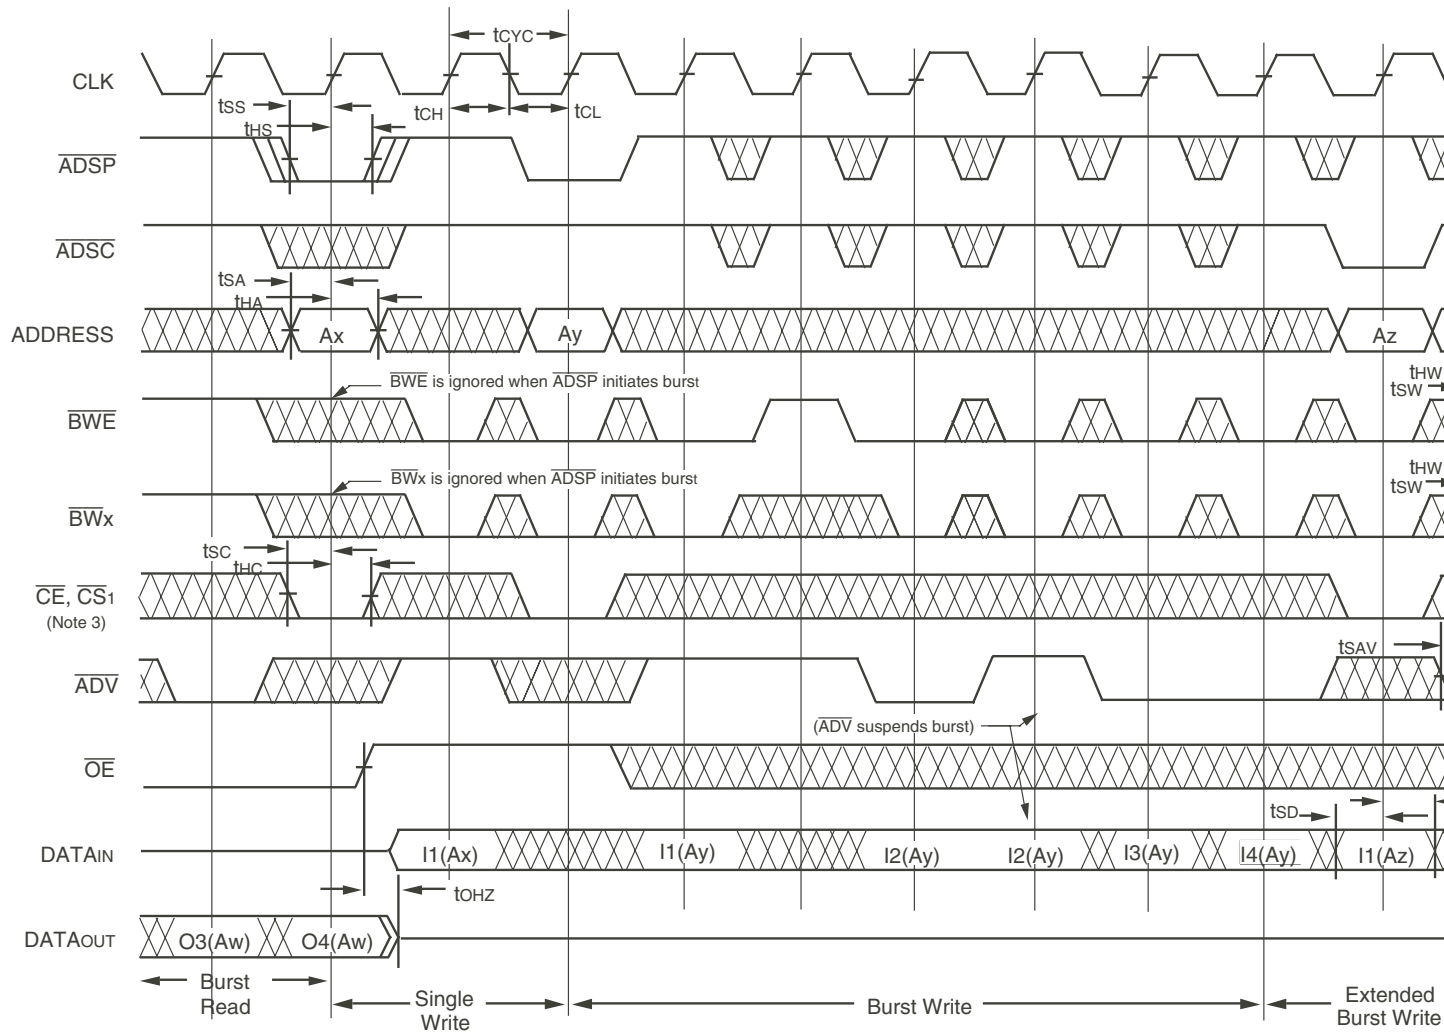 tCYC
CLK
tSS
tCH
tCL
tHS
ADSP
ADSC
tSA
tHA
ADDRESS
Ax
Ay
Az
BWE is ignored when ADSP initiates burst
tHW
tSW
BWE
BWx is ignored when ADSP initiates burst
tHW
tSW
BWx
tSC
tHC
CE, CS1
(Note 3)
tSAV
ADV
(ADV suspends burst)
OE
tSD
DATAIN
I1(Ax)
I1(Ay)
I2(Ay)
I2(Ay)
I3(Ay)
I4(Ay)
I1(Az)
tOHZ
DATAOUT
O3(Aw)
O4(Aw)
Burst
Read
Single
Write
Burst Write
Extended
Burst Write